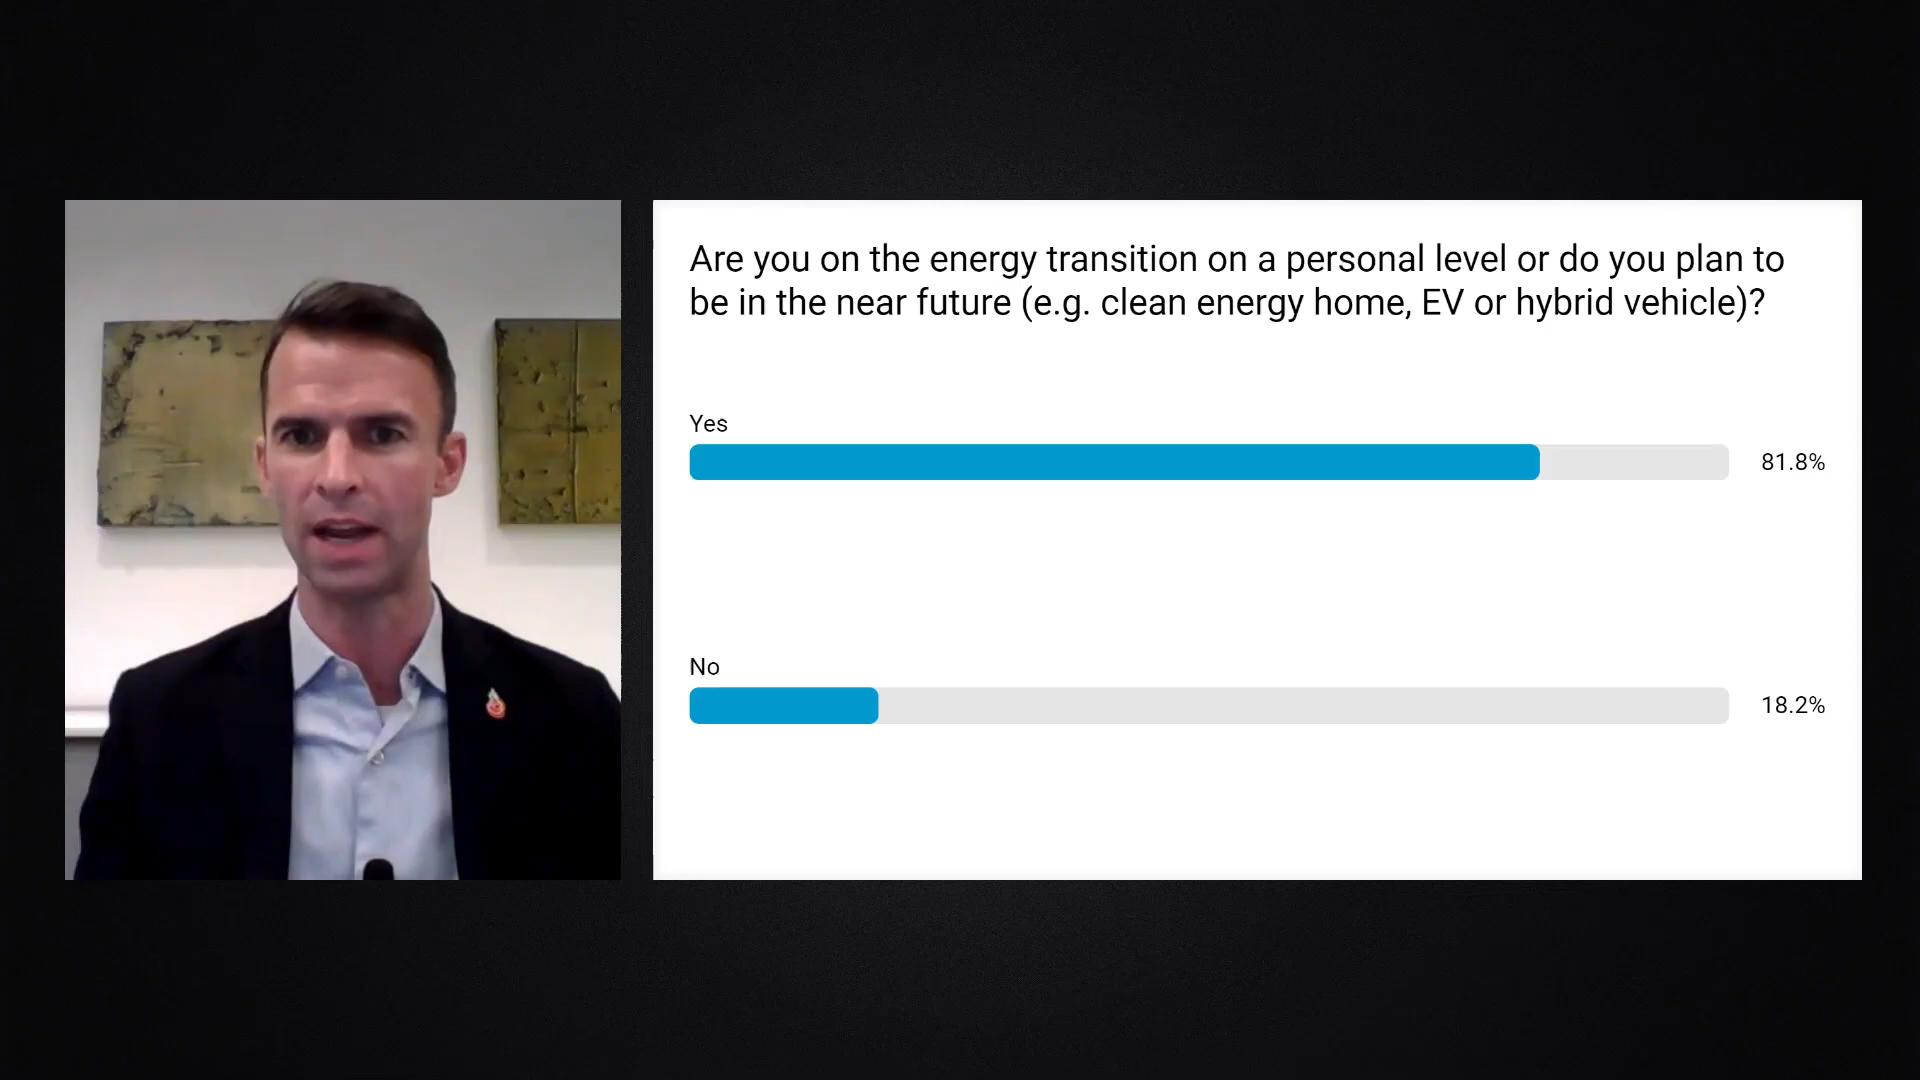 Are you on the energy transition on a personal level or do you plan to
be in the near future (e.g. clean energy home, EV or hybrid vehicle)?
Yes
81.8%
No
18.2%